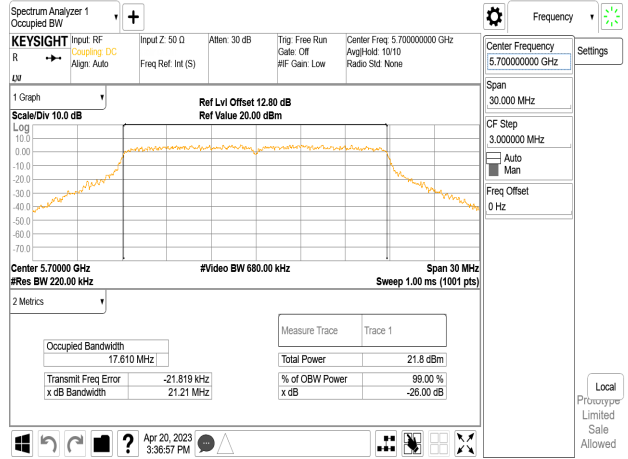 Spectrum Analyzer 1
Occupied BW
Frequency
KEYSIGHT
R
Input: RF
Coupling: DC
Align: Auto
Input Z: 50 Ω
Freq Ref: Int (S)
Atten: 30 dB
Trig: Free Run
Gate: Off
#IF Gain: Low
Center Freq: 5.700000000 GHz
Avg|Hold: 10/10
Radio Std: None
Center Frequency
5.700000000 GHz
Settings
Span
30.000 MHz
CF Step
3.000000 MHz
Auto
Man
Freq Offset
0 Hz
1 Graph
Scale/Div 10.0 dB
Ref Lvl Offset 12.80 dB
Ref Value 20.00 dBm
Log
10.0
0.00
-10.0
-20.0
-30.0
-40.0
-50.0
-60.0
-70.0
Center 5.70000 GHz
#Video BW 680.00 kHz
Span 30 MHz
#Res BW 220.00 kHz
Sweep 1.00 ms (1001 pts)
2 Metrics
Measure Trace
Trace 1
Occupied Bandwidth
17.610 MHz
Total Power
21.8 dBm
Transmit Freq Error
-21.819 kHz
% of OBW Power
99.00 %
x dB Bandwidth
21.21 MHz
x dB
-26.00 dB
Local
Prototype
Limited
Sale
Allowed
?
Apr 20, 2023
3:36:57 PM